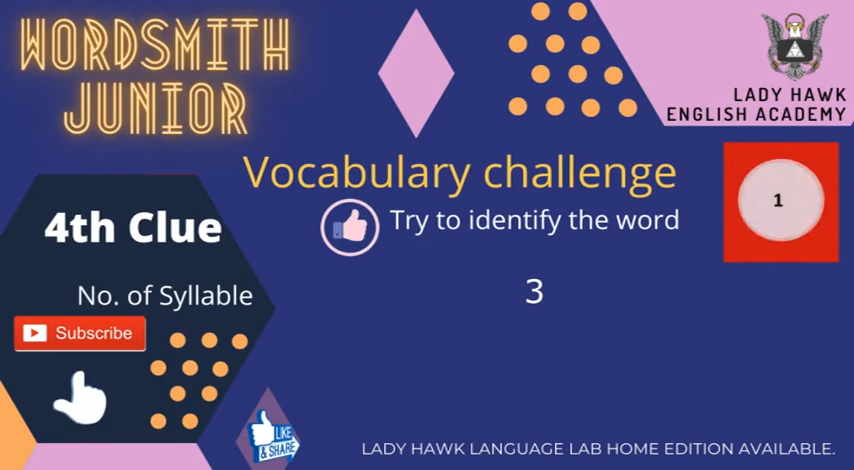 WORDSMITH
JUNIOR
LADY HAWK
ENGLISH ACADEMY
Vocabulary challenge
1
4th Clue
Try to identify the word
No. of Syllable
3
Subscribe
LIKE
& SHARE
LADY HAWK LANGUAGE LAB HOME EDITION AVAILABLE.